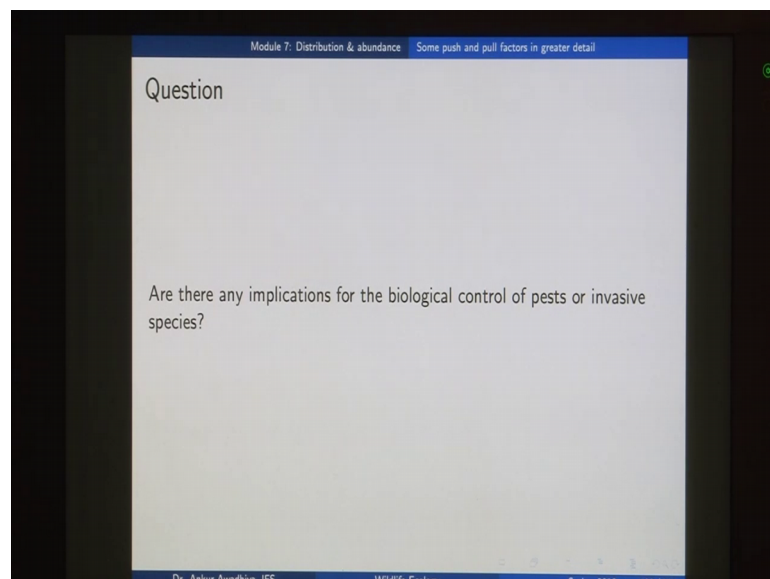 Module 7: Distribution & abundance Some push and pull factors in greater detail
Question
Are there any implications for the biological control of pests or invasive
species?